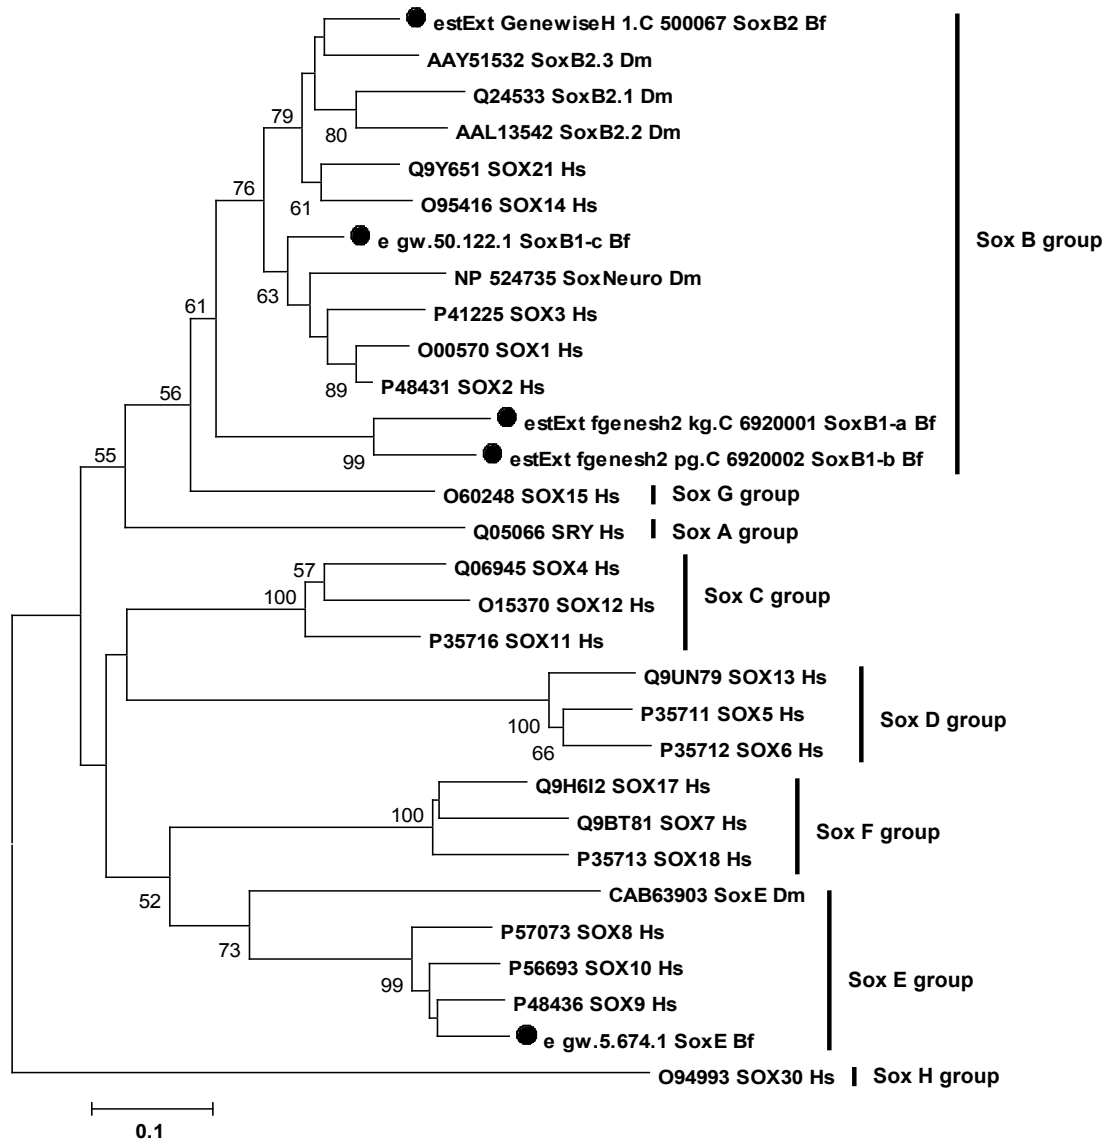 estExt GenewiseH 1.C 500067 SoxB2 Bf
AAY51532 SoxB2.3 Dm
Q24533 SoxB2.1 Dm
79
AAL13542 SoxB2.2 Dm
80
Q9Y651 SOX21 Hs
76
O95416 SOX14 Hs
61
e gw.50.122.1 SoxB1-c Bf
Sox B group
NP 524735 SoxNeuro Dm
63
61
P41225 SOX3 Hs
O00570 SOX1 Hs
P48431 SOX2 Hs
89
56
estExt fgenesh2 kg.C 6920001 SoxB1-a Bf
55
estExt fgenesh2 pg.C 6920002 SoxB1-b Bf
99
O60248 SOX15 Hs
Sox G group
Q05066 SRY Hs
Sox A group
57
Q06945 SOX4 Hs
100
O15370 SOX12 Hs
Sox C group
P35716 SOX11 Hs
Q9UN79 SOX13 Hs
P35711 SOX5 Hs
Sox D group
100
P35712 SOX6 Hs
66
Q9H6I2 SOX17 Hs
100
Q9BT81 SOX7 Hs
Sox F group
P35713 SOX18 Hs
52
CAB63903 SoxE Dm
P57073 SOX8 Hs
73
P56693 SOX10 Hs
Sox E group
99
P48436 SOX9 Hs
e gw.5.674.1 SoxE Bf
O94993 SOX30 Hs
Sox H group
0.1